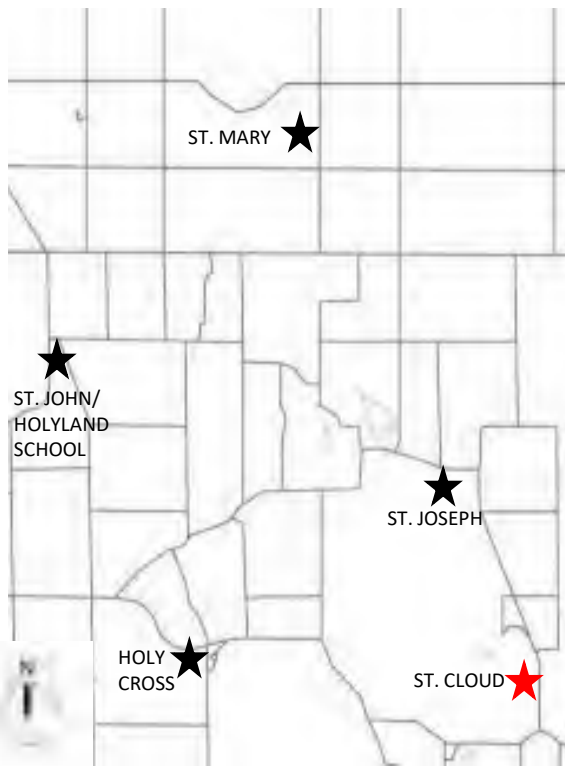 ST. MARY
ST. JOHN/
HOLYLAND
SCHOOL
ST. JOSEPH
HOLY
CROSS
ST. CLOUD
N